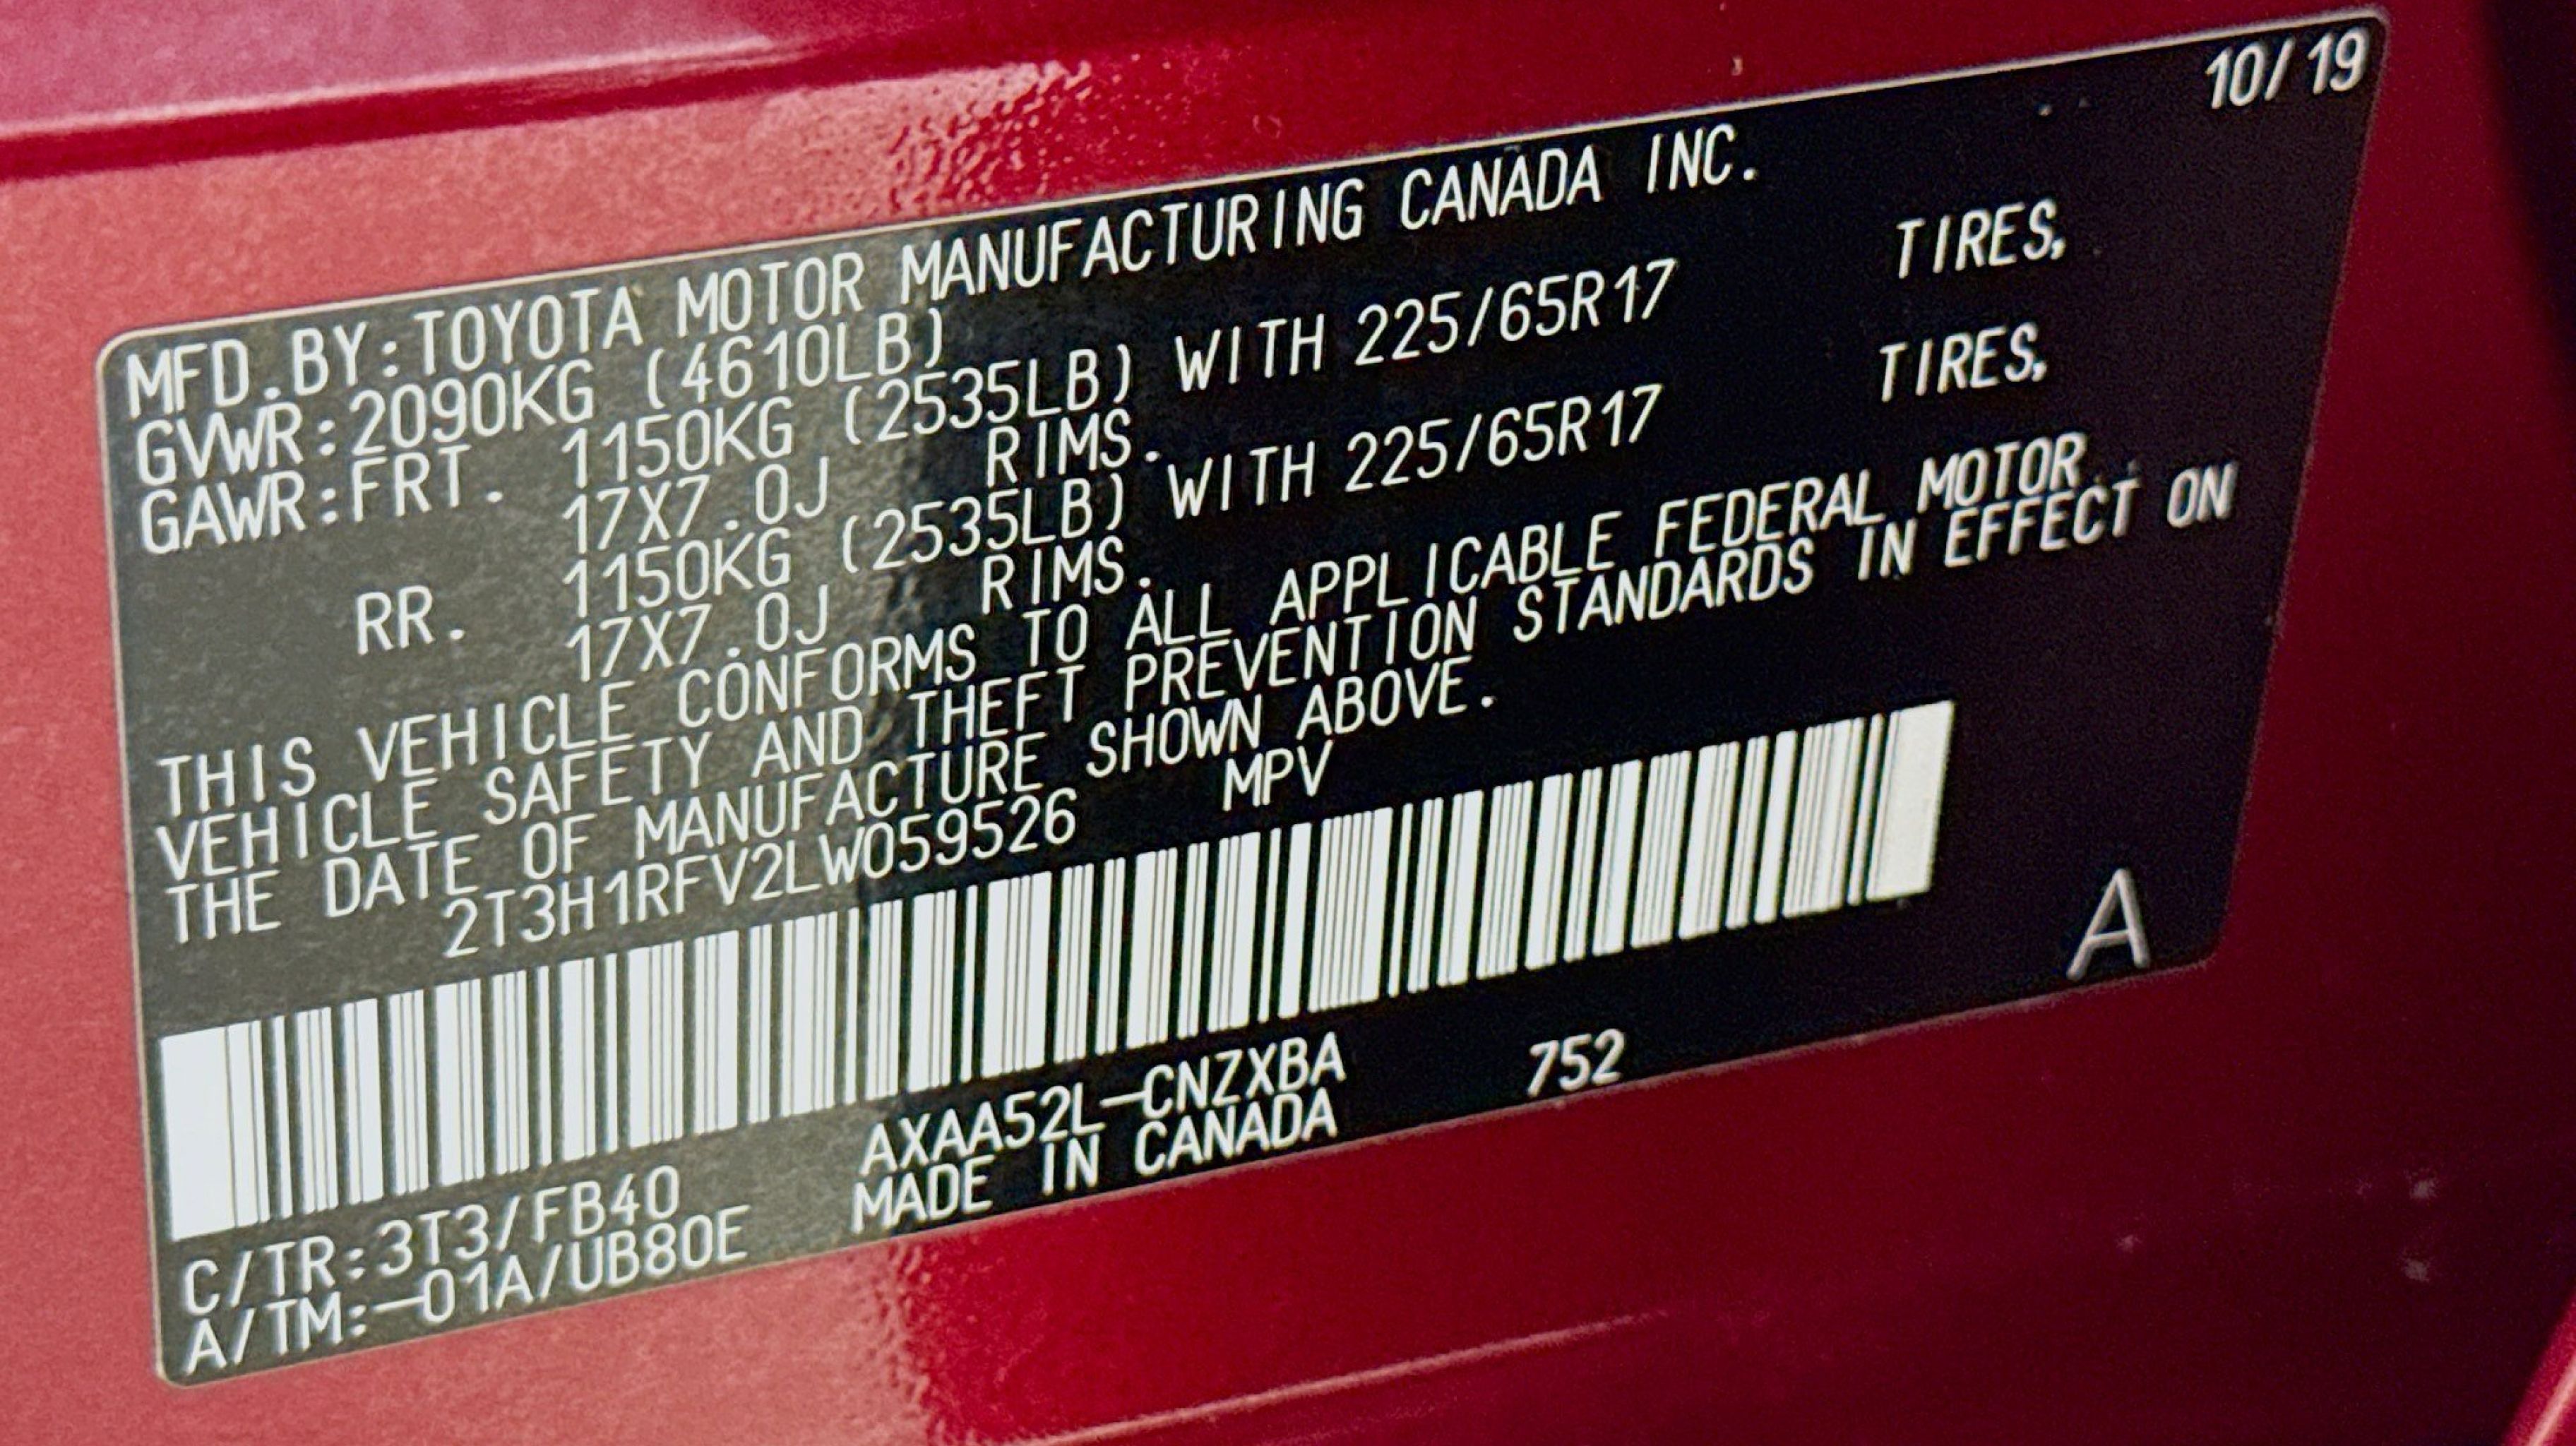 10/19
MFD.BY:TOYOTA MOTOR MANUFACTURING CANADA INC.
GVWR:2090KG (4610LB)
GAWR:FRT. 1150KG (2535LB) WITH 225/65R17 TIRES,
17X7.0J RIMS.
RR. 1150KG (2535LB) WITH 225/65R17 TIRES,
17X7.0J RIMS.
THIS VEHICLE CONFORMS TO ALL APPLICABLE FEDERAL MOTOR
VEHICLE SAFETY AND THEFT PREVENTION STANDARDS IN EFFECT ON
THE DATE OF MANUFACTURE SHOWN ABOVE.
2T3H1RFV2LW059526 MPV
A
C/TR:3T3/FB40 AXAA52L-CNZXBA 752
A/TM:-01A/UB80E MADE IN CANADA